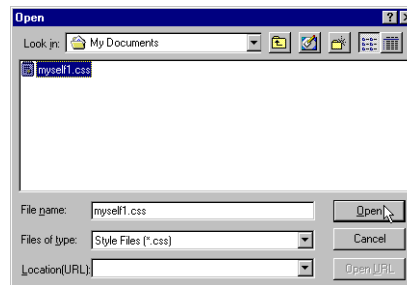 Open
Look in: My Documents
myself1.css
File name: myself1.css Open
Files of type: Style Files (*.css) Cancel
Location(URL): Open URL